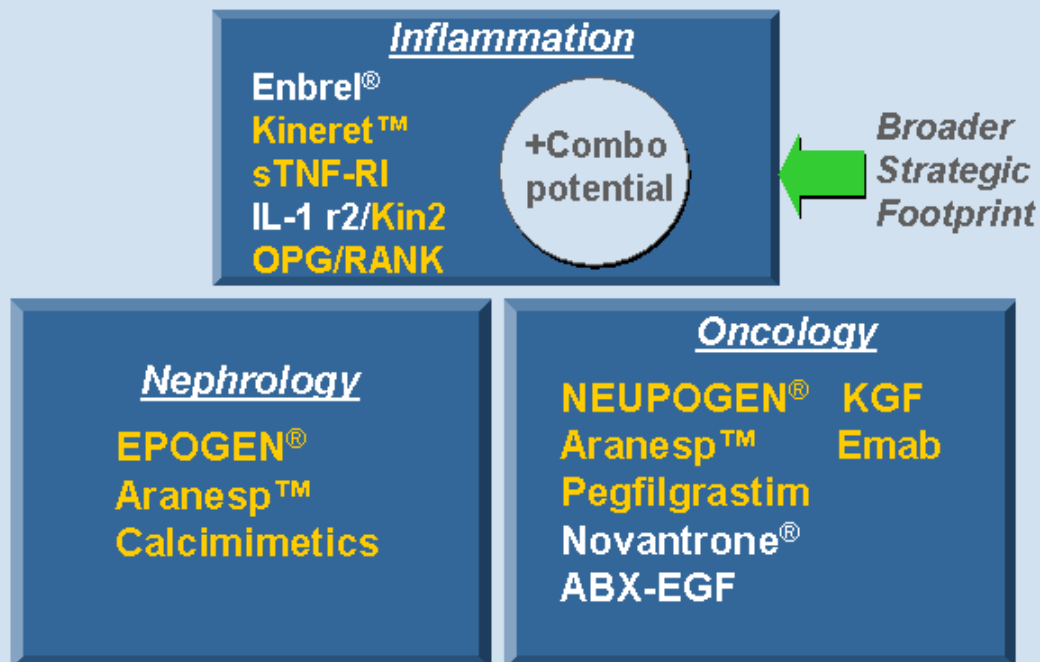 Inflammation
Enbrel®
Kineret™
sTNF-RI
IL-1 r2/Kin2
OPG/RANK
+Combo
potential
Broader
Strategic
Footprint
Nephrology
EPOGEN®
Aranesp™
Calcimimetics
Oncology
NEUPOGEN® KGF
Aranesp™ Emab
Pegfilgrastim
Novantrone®
ABX-EGF